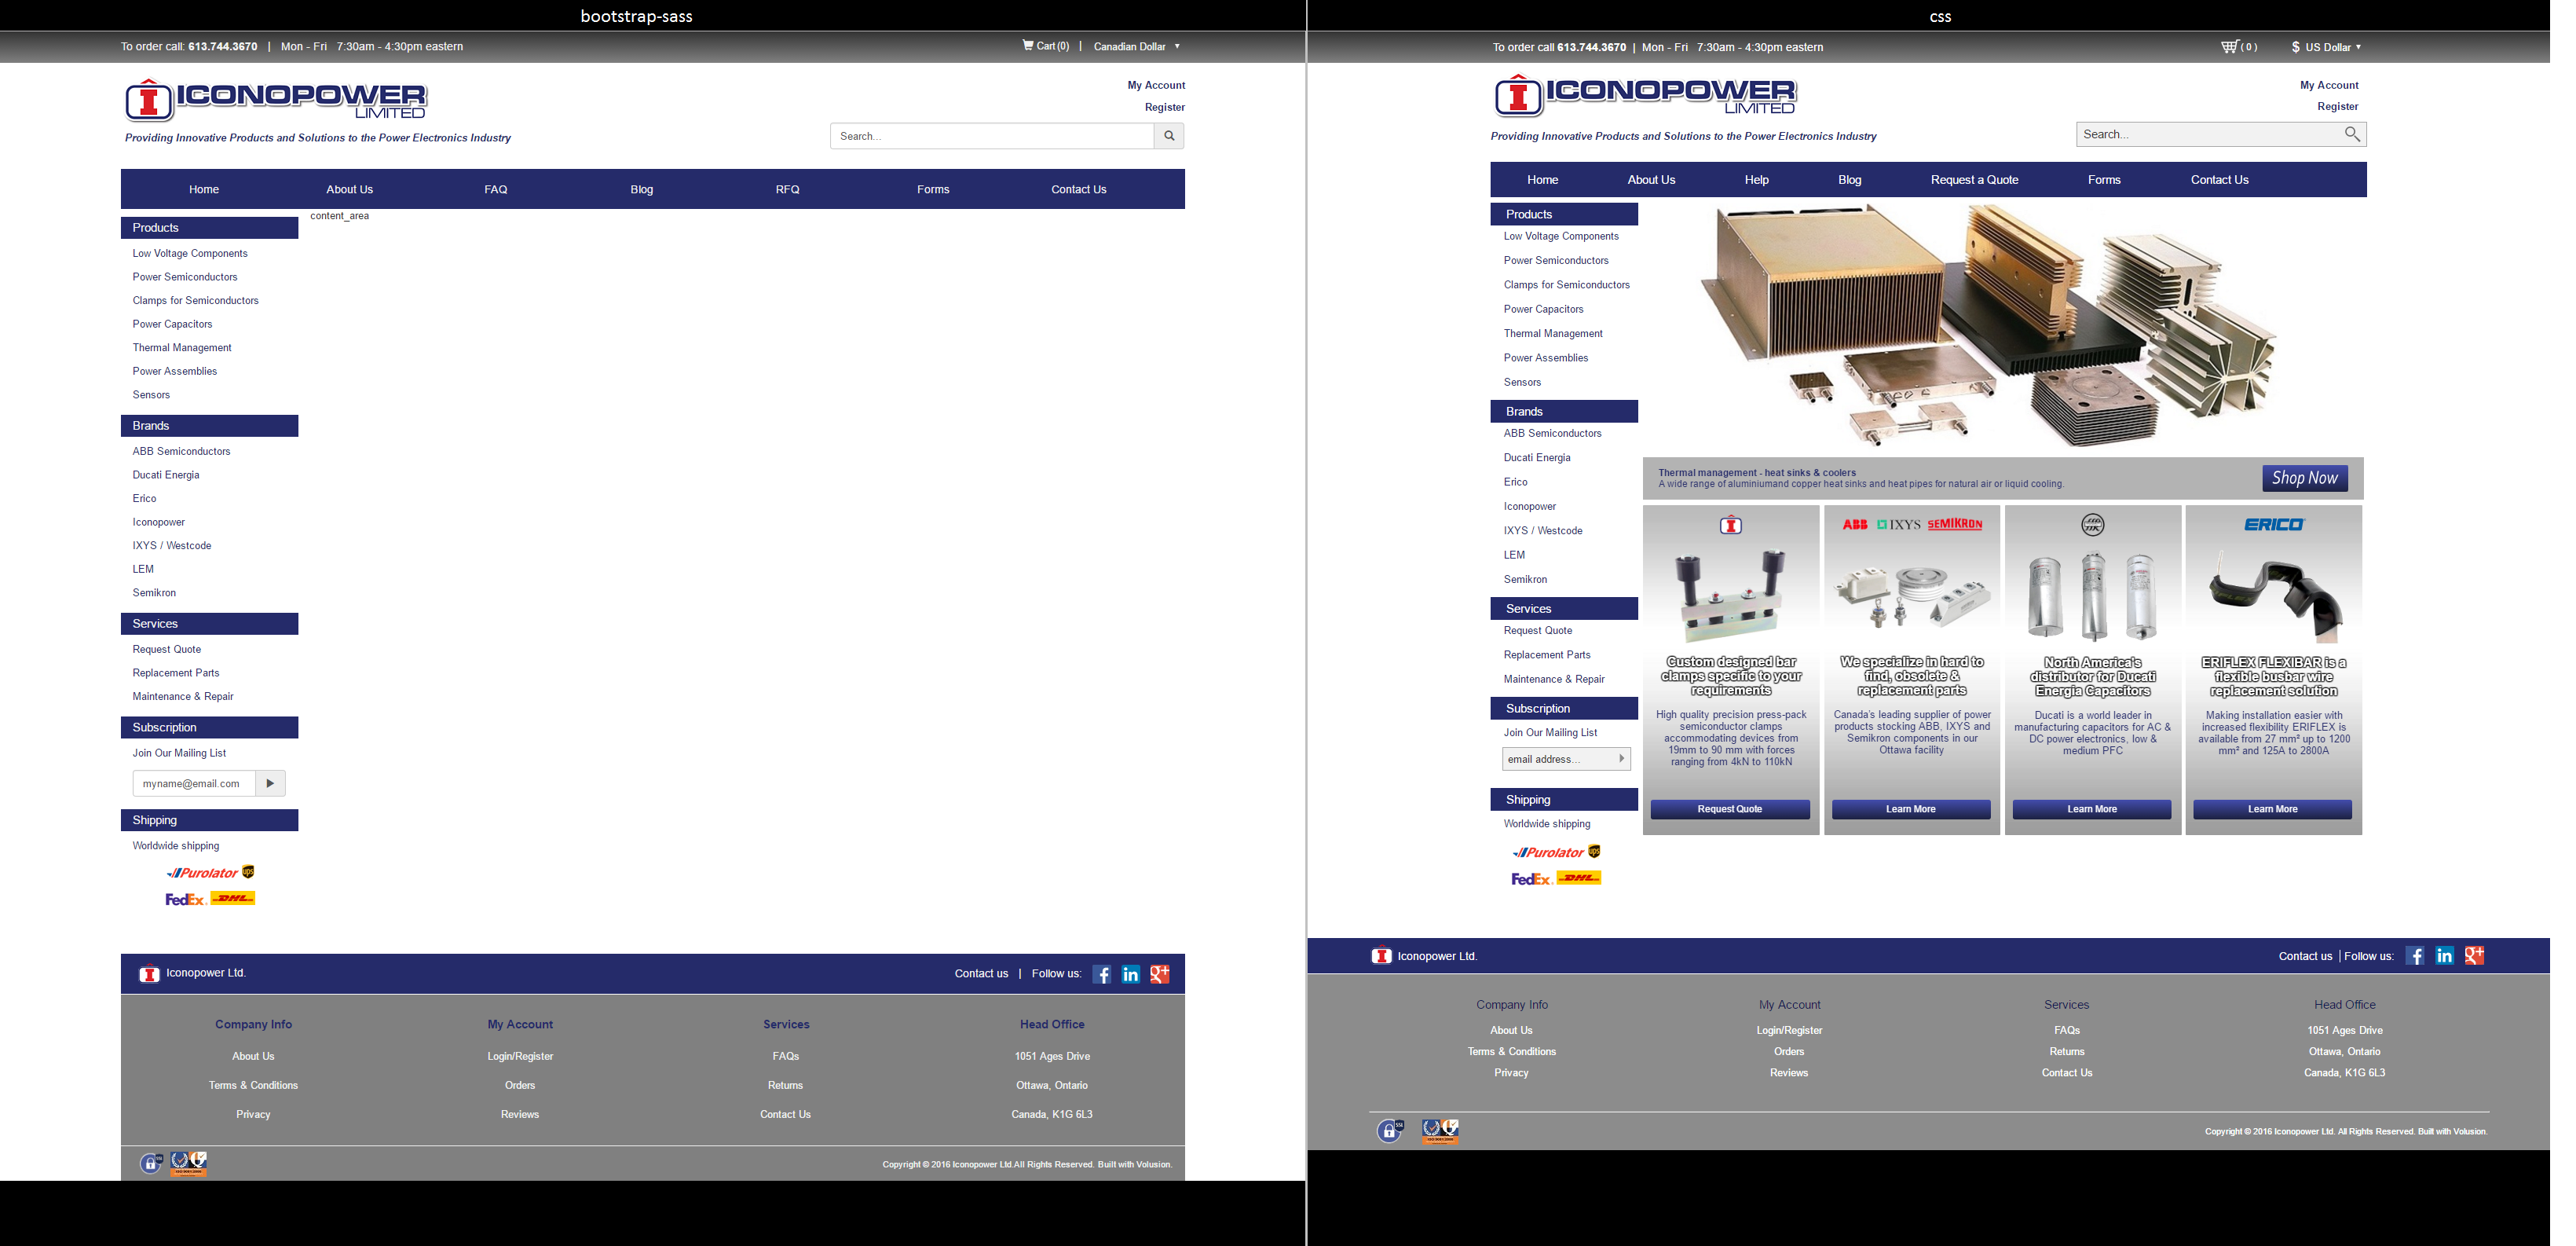 bootstrap-sass
To order call: 613.744.3670 | Mon - Fri 7:30am - 4:30pm eastern
Cart (0) | Canadian Dollar ▼
ICONOPOWER
LIMITED
Providing Innovative Products and Solutions to the Power Electronics Industry
My Account
Register
Search...
Home About Us FAQ Blog RFQ Forms Contact Us
content_area
Products
Low Voltage Components
Power Semiconductors
Clamps for Semiconductors
Power Capacitors
Thermal Management
Power Assemblies
Sensors
Brands
ABB Semiconductors
Ducati Energia
Erico
Iconopower
IXYS / Westcode
LEM
Semikron
Services
Request Quote
Replacement Parts
Maintenance & Repair
Subscription
Join Our Mailing List
myname@email.com
Shipping
Worldwide shipping
Purolator ups
FedEx DHL
Iconopower Ltd.
Contact us | Follow us:
Company Info
About Us
Terms & Conditions
Privacy
My Account
Login/Register
Orders
Reviews
Services
FAQs
Returns
Contact Us
Head Office
1051 Ages Drive
Ottawa, Ontario
Canada, K1G 6L3
Copyright © 2016 Iconopower Ltd.All Rights Reserved. Built with Volusion.
css
To order call 613.744.3670 | Mon - Fri 7:30am - 4:30pm eastern
( 0 ) $ US Dollar ▼
ICONOPOWER
LIMITED
Providing Innovative Products and Solutions to the Power Electronics Industry
My Account
Register
Search...
Home About Us Help Blog Request a Quote Forms Contact Us
Products
Low Voltage Components
Power Semiconductors
Clamps for Semiconductors
Power Capacitors
Thermal Management
Power Assemblies
Sensors
Brands
ABB Semiconductors
Ducati Energia
Erico
Iconopower
IXYS / Westcode
LEM
Semikron
Services
Request Quote
Replacement Parts
Maintenance & Repair
Subscription
Join Our Mailing List
email address...
Shipping
Worldwide shipping
Purolator ups
FedEx DHL
Thermal management - heat sinks & coolers
A wide range of aluminiumand copper heat sinks and heat pipes for natural air or liquid cooling.
Shop Now
Custom designed bar
clamps specific to your
requirements
High quality precision press-pack
semiconductor clamps
accommodating devices from
19mm to 90 mm with forces
ranging from 4kN to 110kN
Request Quote
ABB IXYS SEMIKRON
We specialize in hard to
find, obsolete &
replacement parts
Canada's leading supplier of power
products stocking ABB, IXYS and
Semikron components in our
Ottawa facility
Learn More
North America's
distributor for Ducati
Energia Capacitors
Ducati is a world leader in
manufacturing capacitors for AC &
DC power electronics, low &
medium PFC
Learn More
ERICO
ERIFLEX FLEXIBAR is a
flexible busbar wire
replacement solution
Making installation easier with
increased flexibility ERIFLEX is
available from 27 mm² up to 1200
mm² and 125A to 2800A
Learn More
Iconopower Ltd.
Contact us | Follow us:
Company Info
About Us
Terms & Conditions
Privacy
My Account
Login/Register
Orders
Reviews
Services
FAQs
Returns
Contact Us
Head Office
1051 Ages Drive
Ottawa, Ontario
Canada, K1G 6L3
Copyright © 2016 Iconopower Ltd. All Rights Reserved. Built with Volusion.